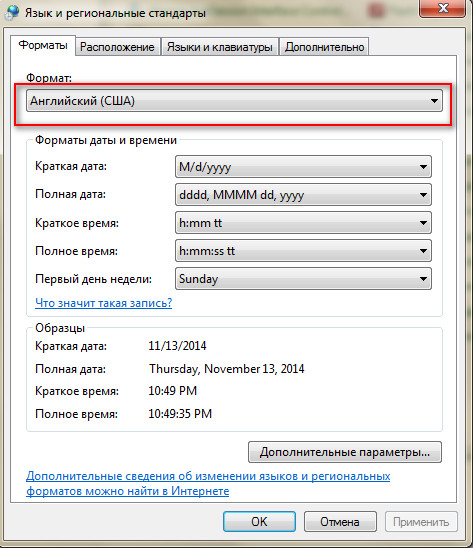 Язык и региональные стандарты
Форматы Расположение Языки и клавиатуры Дополнительно
Формат:
Английский (США)
Форматы даты и времени
Краткая дата: M/d/yyyy
Полная дата: dddd, MMMM dd, yyyy
Краткое время: h:mm tt
Полное время: h:mm:ss tt
Первый день недели: Sunday
Что значит такая запись?
Образцы
Краткая дата: 11/13/2014
Полная дата: Thursday, November 13, 2014
Краткое время: 10:49 PM
Полное время: 10:49:35 PM
Дополнительные параметры...
Дополнительные сведения об изменении языков и региональных
форматов можно найти в Интернете
OK Отмена Применить